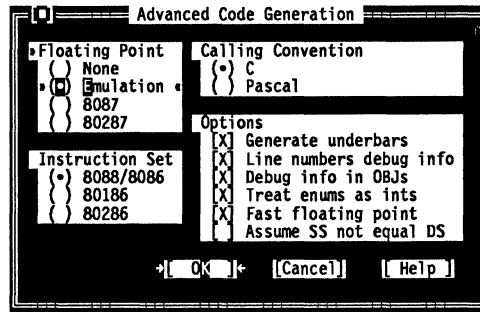 Advanced Code Generation
Floating Point
( ) None
(•) Emulation
( ) 8087
( ) 80287
Instruction Set
(•) 8088/8086
( ) 80186
( ) 80286
Calling Convention
(•) C
( ) Pascal
Options
[X] Generate underbars
[X] Line numbers debug info
[X] Debug info in OBJs
[X] Treat enums as ints
[X] Fast floating point
[ ] Assume SS not equal DS
[ OK ] [Cancel] [ Help ]